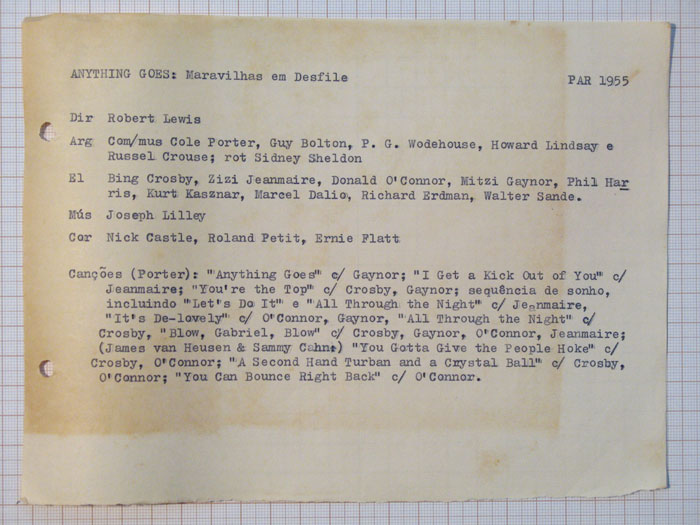 ANYTHING GOES: Maravilhas em Desfile PAR 1955
Dir Robert Lewis
Arg Com/mus Cole Porter, Guy Bolton, P. G. Wodehouse, Howard Lindsay e
Russel Crouse; rot Sidney Sheldon
El Bing Crosby, Zizi Jeanmaire, Donald O'Connor, Mitzi Gaynor, Phil Har
ris, Kurt Kasznar, Marcel Dalio, Richard Erdman, Walter Sande.
Mús Joseph Lilley
Cor Nick Castle, Roland Petit, Ernie Flatt
Canções (Porter): "Anything Goes" c/ Gaynor; "I Get a Kick Out of You" c/
Jeanmaire; "You're the Top" c/ Crosby, Gaynor; sequência de sonho,
incluindo "Let's Do It" e "All Through the Night" c/ Jeanmaire,
"It's De-lovely" c/ O'Connor, Gaynor, "All Through the Night" c/
Crosby, "Blow, Gabriel, Blow" c/ Crosby, Gaynor, O'Connor, Jeanmaire;
(James van Heusen & Sammy Cahn) "You Gotta Give the People Hoke" c/
Crosby, O'Connor; "A Second Hand Turban and a Crystal Ball" c/ Crosby,
O'Connor; "You Can Bounce Right Back" c/ O'Connor.